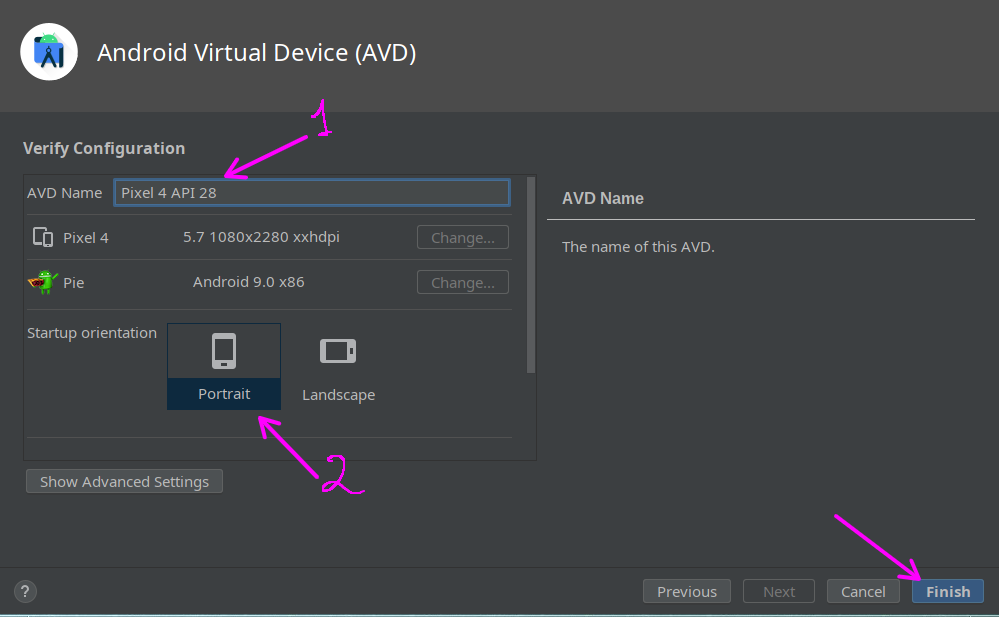 Android Virtual Device (AVD)
1
Verify Configuration
AVD Name Pixel 4 API 28
Pixel 4 5.7 1080x2280 xxhdpi Change...
Pie Android 9.0 x86 Change...
Startup orientation
Portrait Landscape
2
Show Advanced Settings
AVD Name
The name of this AVD.
? Previous Next Cancel Finish